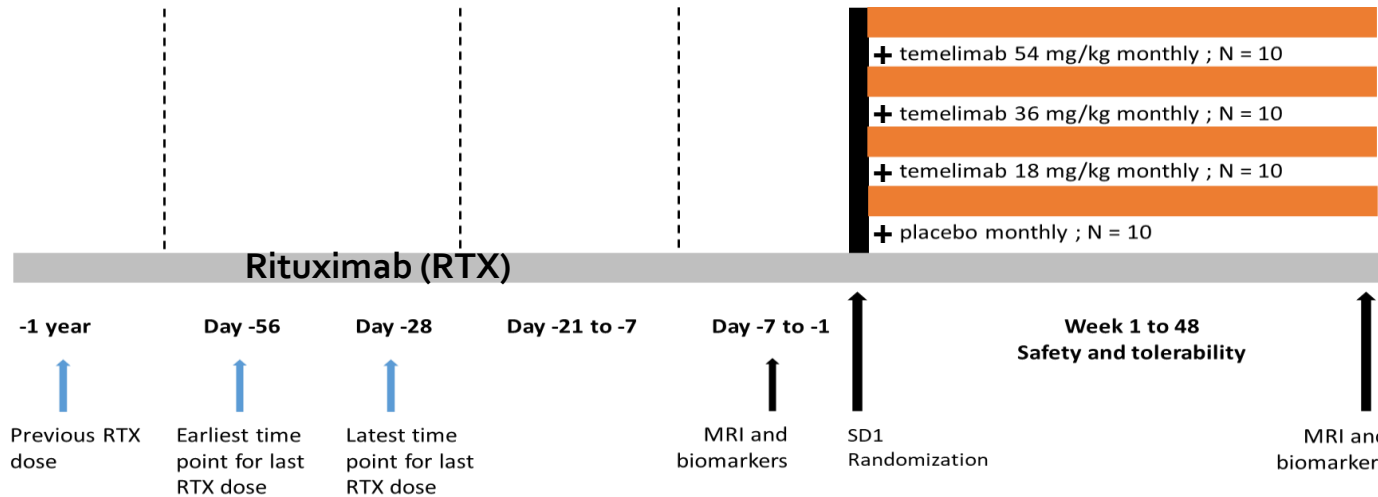 + temelimab 54 mg/kg monthly ; N = 10
+ temelimab 36 mg/kg monthly ; N = 10
+ temelimab 18 mg/kg monthly ; N = 10
+ placebo monthly ; N = 10
Rituximab (RTX)
-1 year
Day -56
Day -28
Day -21 to -7
Day -7 to -1
Week 1 to 48
Safety and tolerability
Previous RTX
dose
Earliest time
point for last
RTX dose
Latest time
point for last
RTX dose
MRI and
biomarkers
SD1
Randomization
MRI and
biomarker